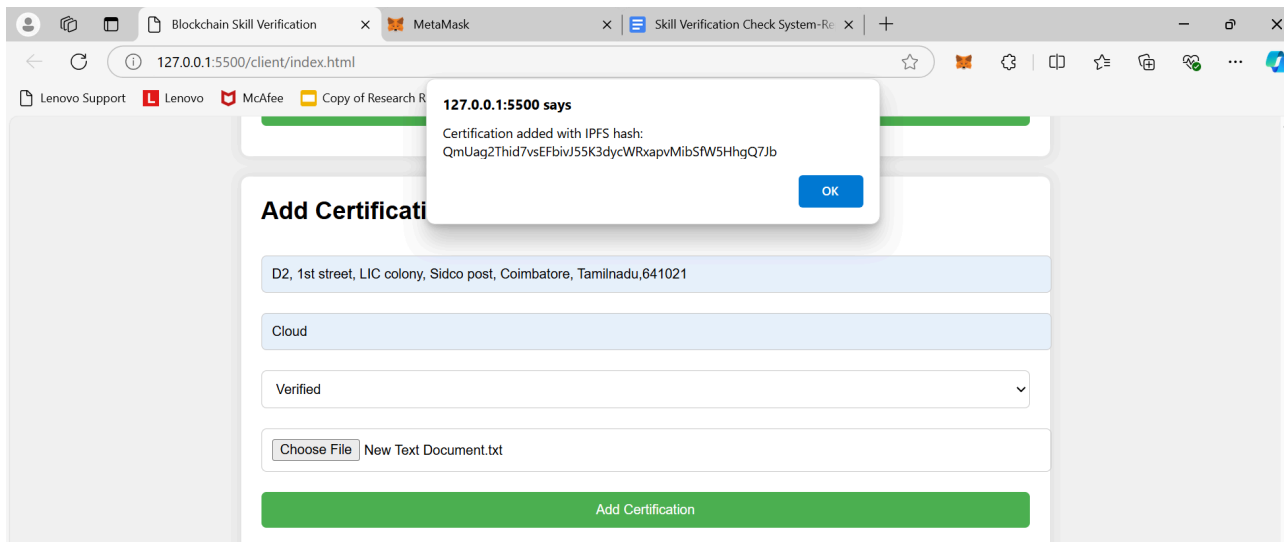 Blockchain Skill Verification
MetaMask
Skill Verification Check System-Re
127.0.0.1:5500/client/index.html
Lenovo Support
L Lenovo
McAfee
Copy of Research R
127.0.0.1:5500 says
Certification added with IPFS hash:
QmUag2Thid7vsEFbivJ55K3dycWRxapvMibSfW5HhgQ7Jb
OK
Add Certificati
D2, 1st street, LIC colony, Sidco post, Coimbatore, Tamilnadu,641021
Cloud
Verified
Choose File New Text Document.txt
Add Certification